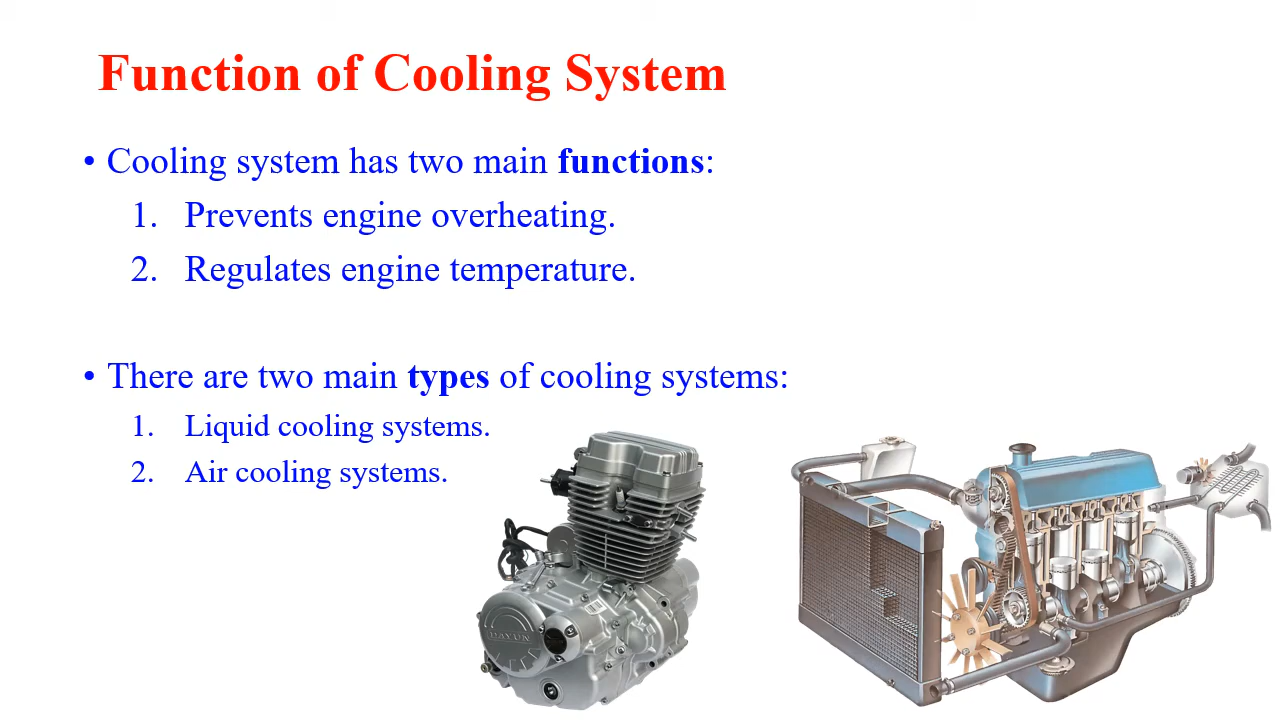 Function of Cooling System
• Cooling system has two main functions:
1. Prevents engine overheating.
2. Regulates engine temperature.
• There are two main types of cooling systems:
1. Liquid cooling systems.
2. Air cooling systems.
DAYUN